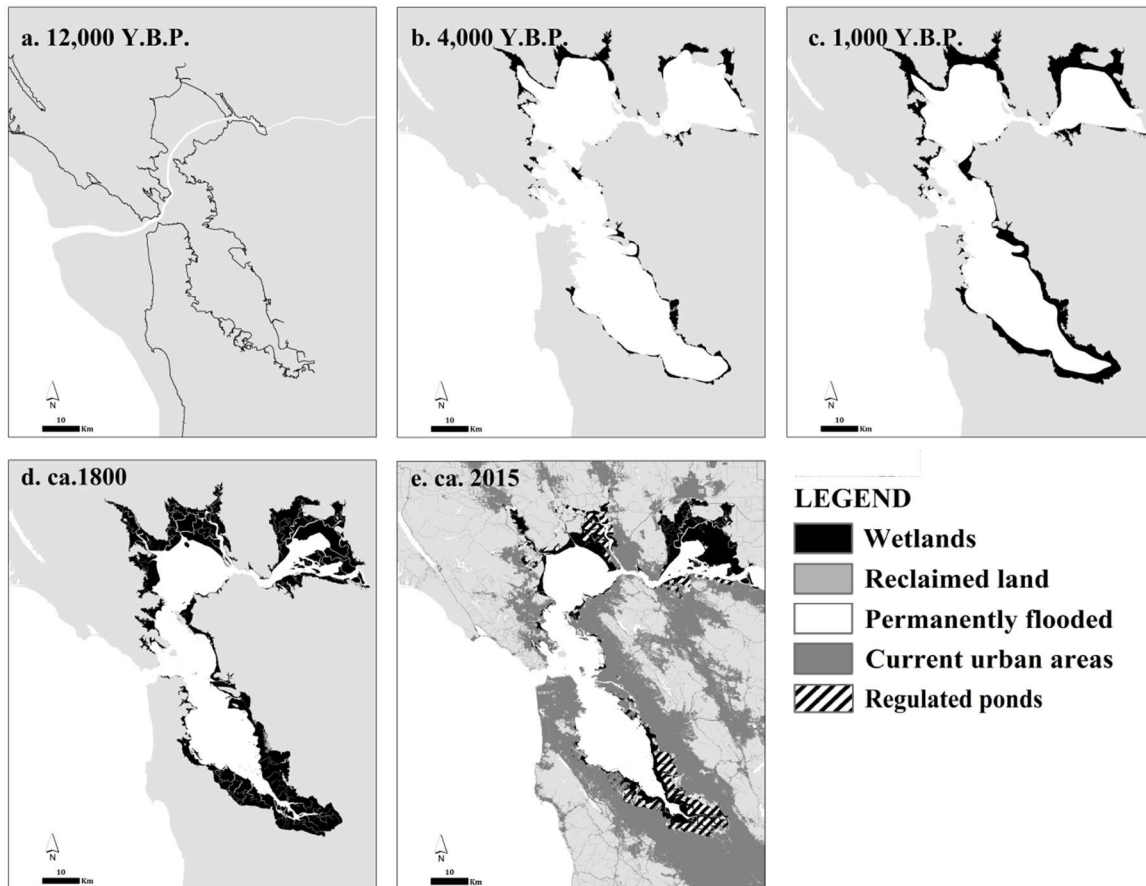 a. 12,000 Y.B.P.
N
10
Km
b. 4,000 Y.B.P.
N
10
Km
c. 1,000 Y.B.P.
N
10
Km
d. ca.1800
N
10
Km
e. ca. 2015
N
10
Km
LEGEND
Wetlands
Reclaimed land
Permanently flooded
Current urban areas
Regulated ponds